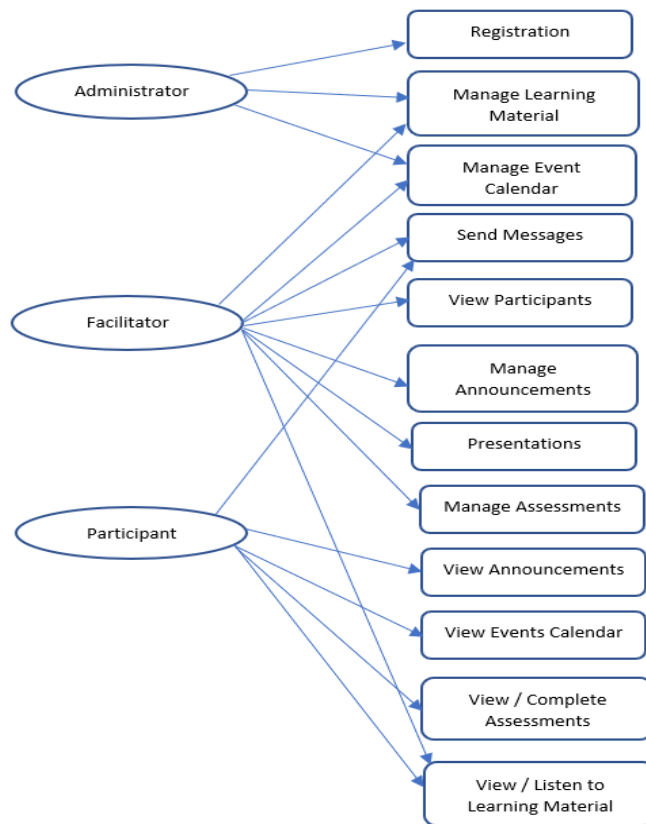 Registration
Administrator
Manage Learning
Material
Manage Event
Calendar
Send Messages
View Participants
Facilitator
Manage
Announcements
Presentations
Manage Assessments
Participant
View Announcements
View Events Calendar
View / Complete
Assessments
View / Listen to
Learning Material